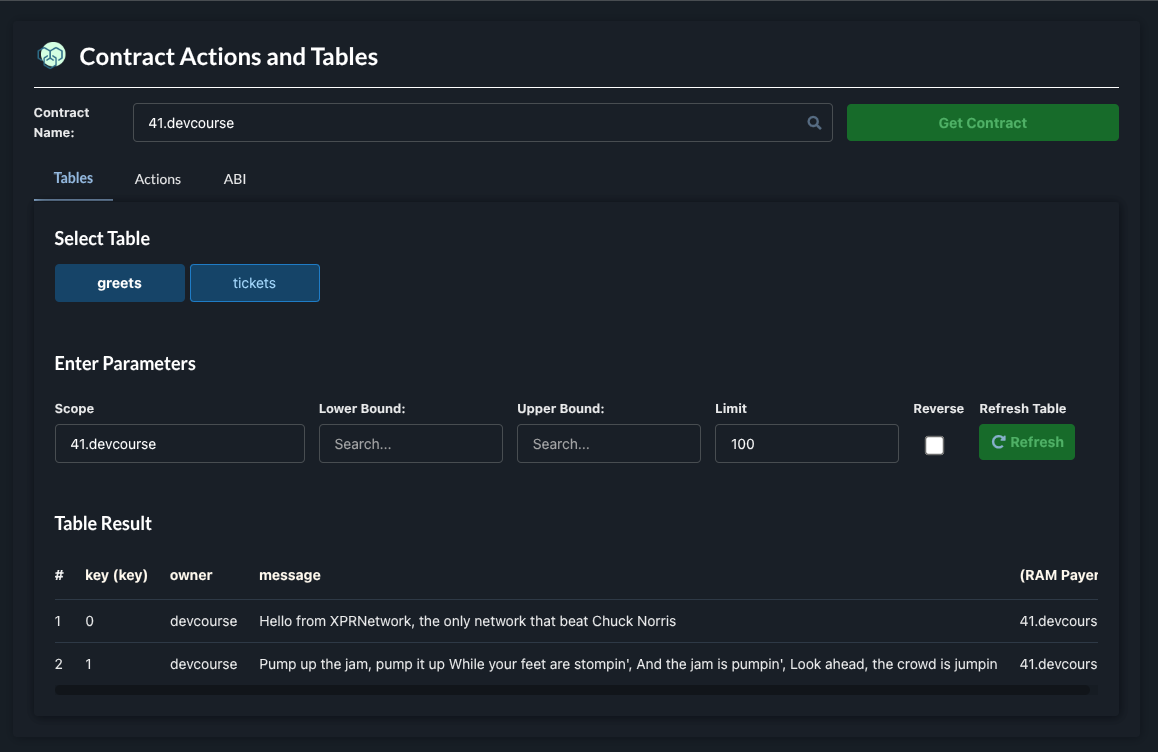 Contract Actions and Tables
Contract
Name:
41.devcourse
Get Contract
Tables Actions ABI
Select Table
greets tickets
Enter Parameters
Scope Lower Bound: Upper Bound: Limit Reverse Refresh Table
41.devcourse Search... Search... 100 Refresh
Table Result
# key (key) owner message (RAM Payer
1 0 devcourse Hello from XPRNetwork, the only network that beat Chuck Norris 41.devcours
2 1 devcourse Pump up the jam, pump it up While your feet are stompin', And the jam is pumpin', Look ahead, the crowd is jumpin 41.devcours